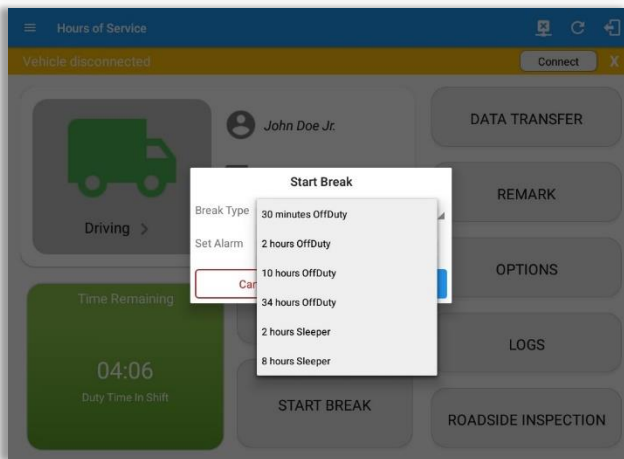 Hours of Service
Vehicle disconnected
Connect
X
John Doe Jr.
DATA TRANSFER
Start Break
REMARK
Break Type
30 minutes OffDuty
Driving >
Set Alarm
2 hours OffDuty
10 hours OffDuty
OPTIONS
Time Remaining
34 hours OffDuty
2 hours Sleeper
LOGS
8 hours Sleeper
04:06
Duty Time In Shift
START BREAK
ROADSIDE INSPECTION